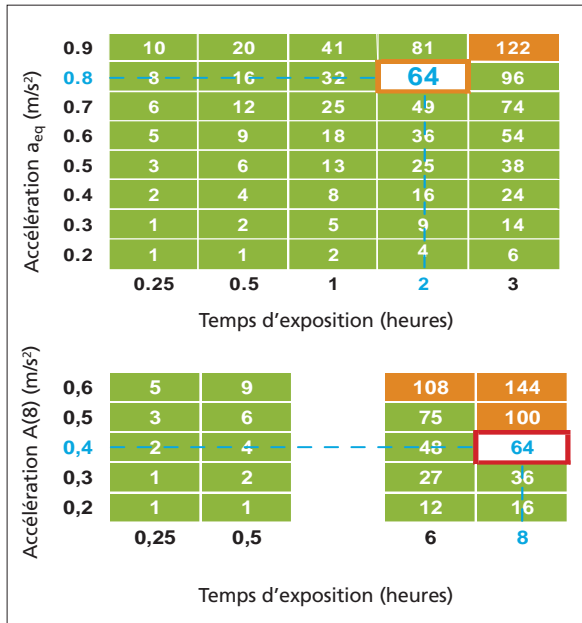 Accélération aeq (m/s²)
0.9 10 20 41 81 122
0.8 8 16 32 64 96
0.7 6 12 25 49 74
0.6 5 9 18 36 54
0.5 3 6 13 25 38
0.4 2 4 8 16 24
0.3 1 2 5 9 14
0.2 1 1 2 4 6
0.25 0.5 1 2 3
Temps d'exposition (heures)
Accélération A(8) (m/s²)
0,6 5 9 108 144
0,5 3 6 75 100
0,4 2 4 48 64
0,3 1 2 27 36
0,2 1 1 12 16
0,25 0,5 6 8
Temps d'exposition (heures)